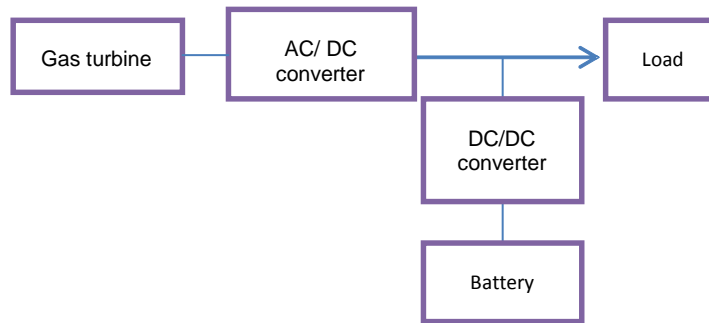 Gas turbine
AC/ DC
converter
Load
DC/DC
converter
Battery